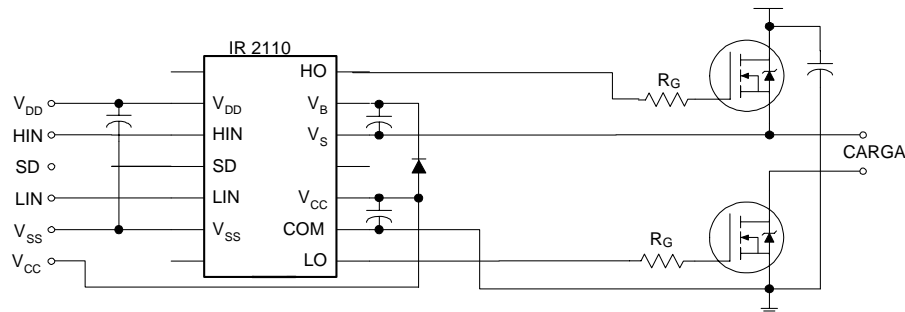 IR 2110
HO
R_G
V_DD
V_DD
V_B
HIN
HIN
V_S
CARGA
SD
SD
LIN
LIN
V_CC
V_SS
V_SS
COM
R_G
V_CC
LO